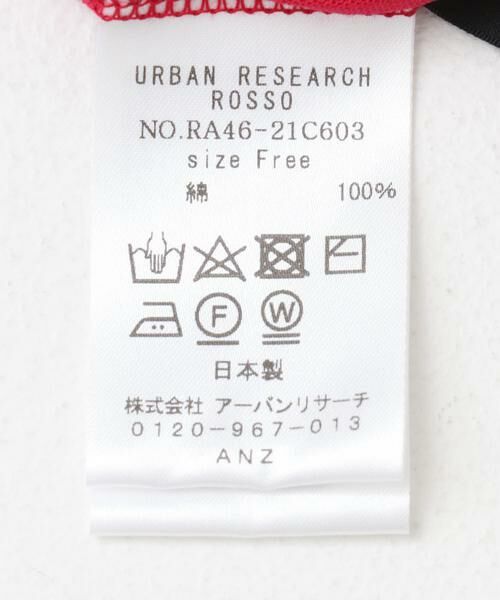 URBAN RESEARCH
ROSSO
NO.RA46-21C603
size Free
綿 100%
F W
日本製
株式会社 アーバンリサーチ
0120-967-013
ANZ